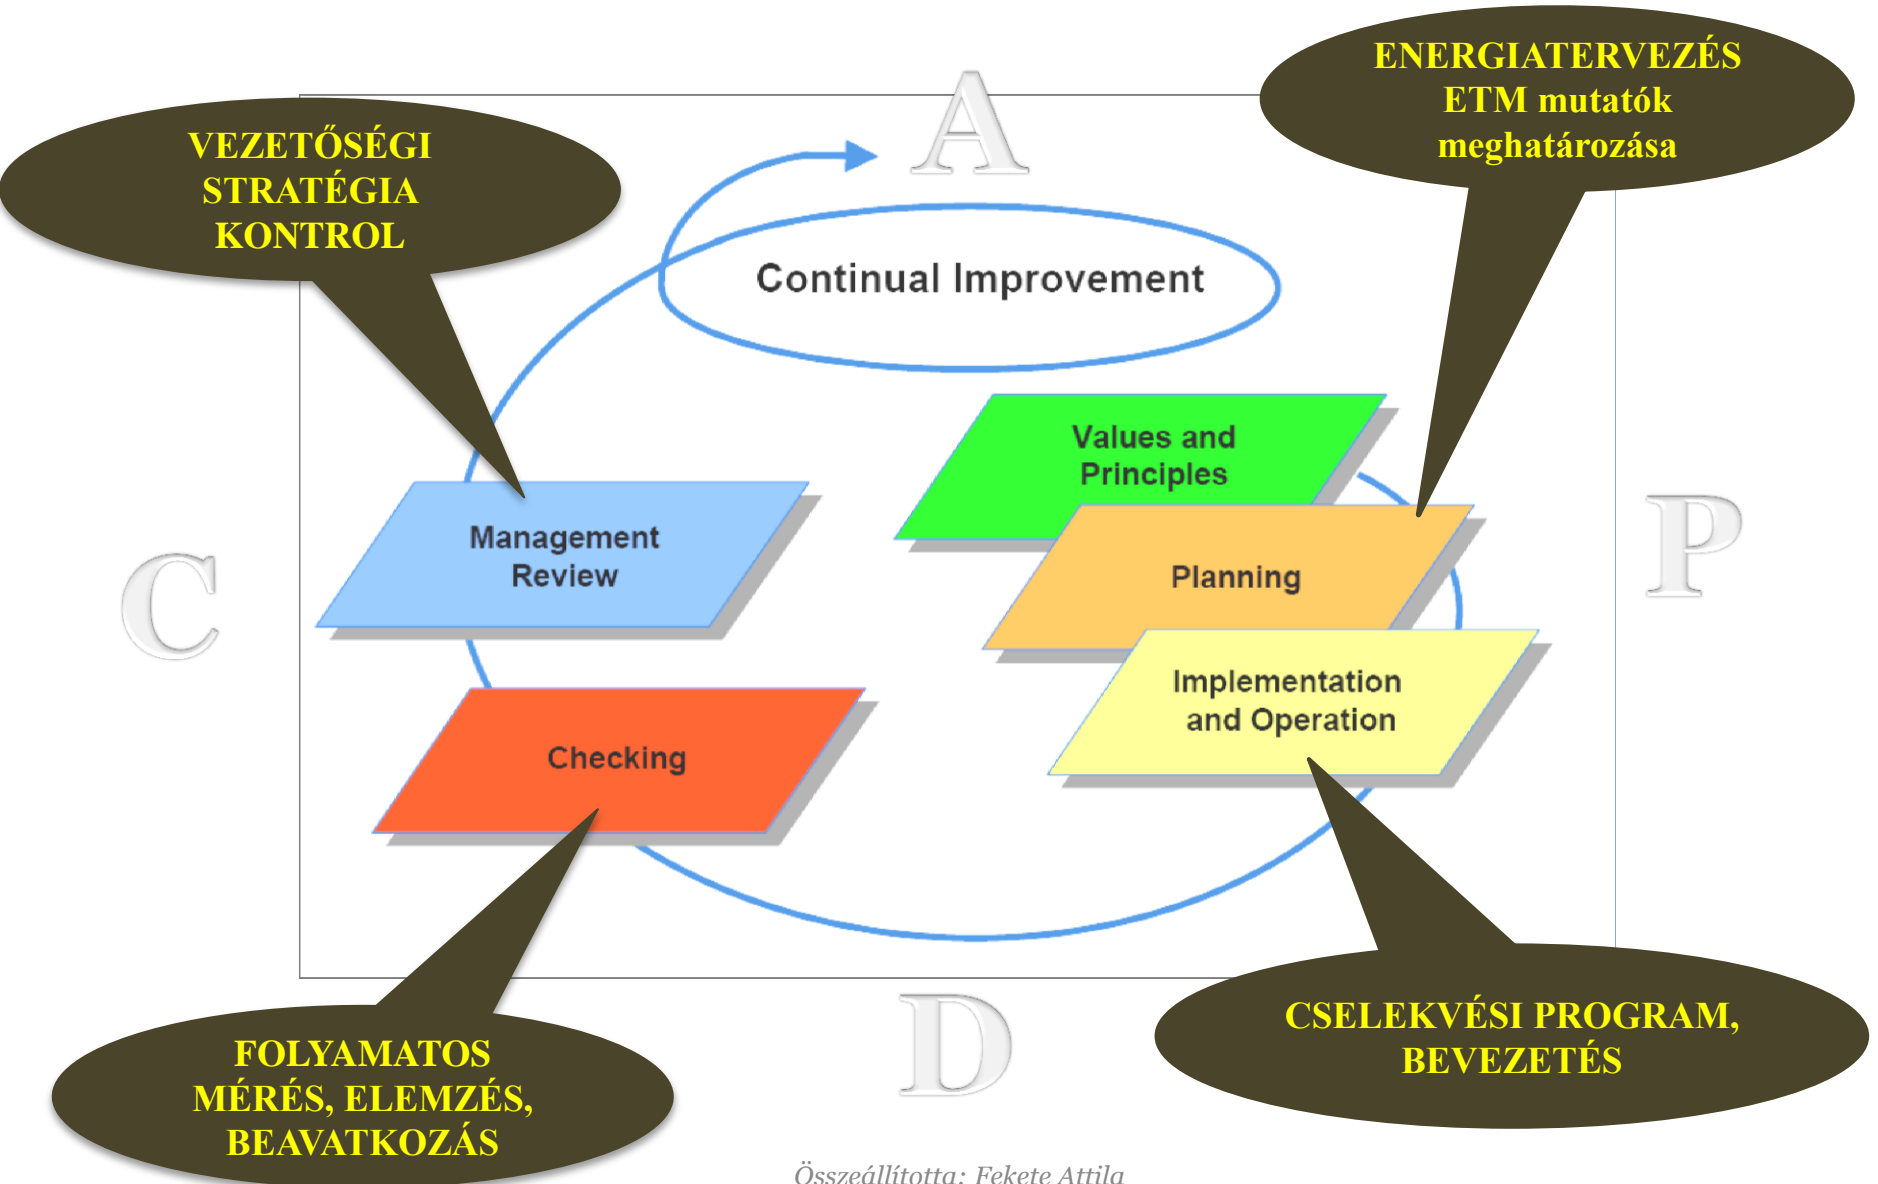 ENERGIATERVEZÉS
ETM mutatók
meghatározása
A
VEZETŐSÉGI
STRATÉGIA
KONTROL
Continual Improvement
Values and
Principles
Management
Review
Planning
P
C
Implementation
and Operation
Checking
D
CSELEKVÉSI PROGRAM,
BEVEZETÉS
FOLYAMATOS
MÉRÉS, ELEMZÉS,
BEAVATKOZÁS
Összeállította: Fekete Attila